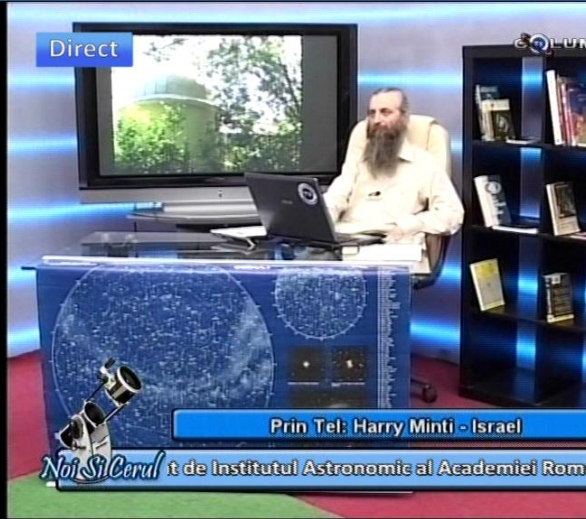 Direct
Prin Tel: Harry Minti - Israel
Noi Si Cerul
t de Institutul Astronomic al Academiei Rom